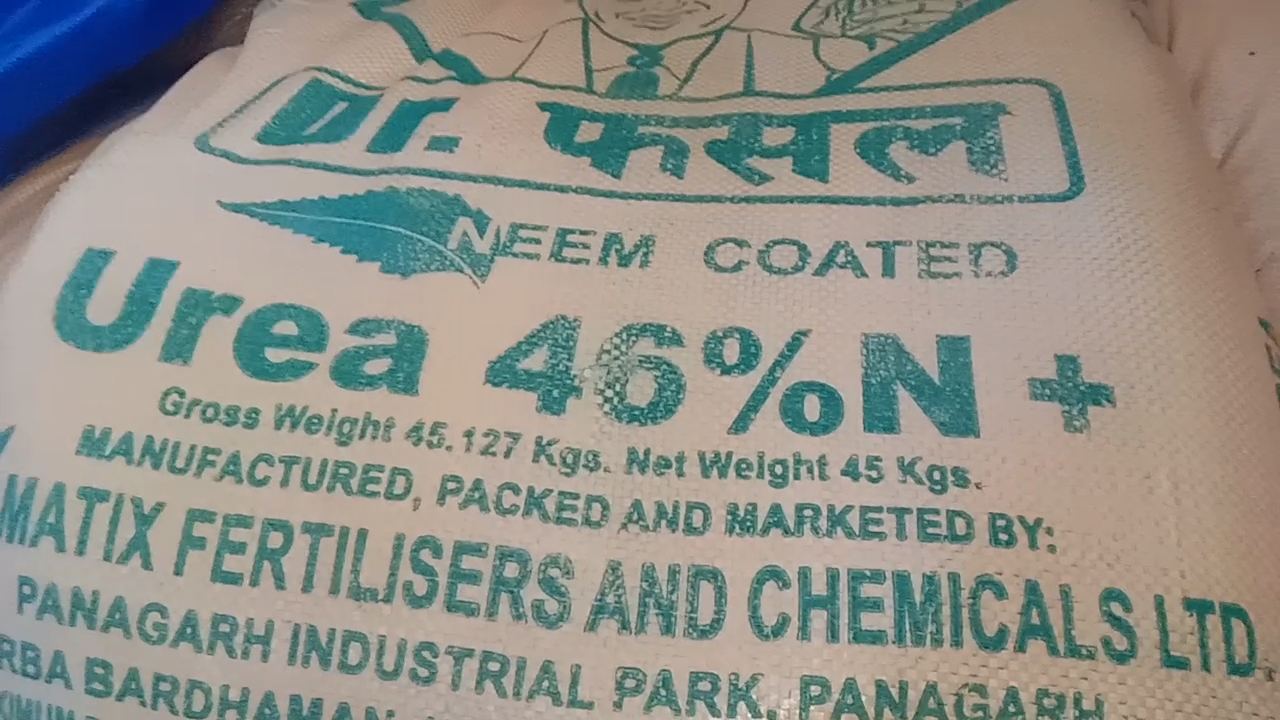 Dr. फसल
NEEM COATED
Urea 46%N +
Gross Weight 45.127 Kgs. Net Weight 45 Kgs.
MANUFACTURED, PACKED AND MARKETED BY:
MATIX FERTILISERS AND CHEMICALS LTD.
PANAGARH INDUSTRIAL PARK, PANAGARH
BARDHAMAN,